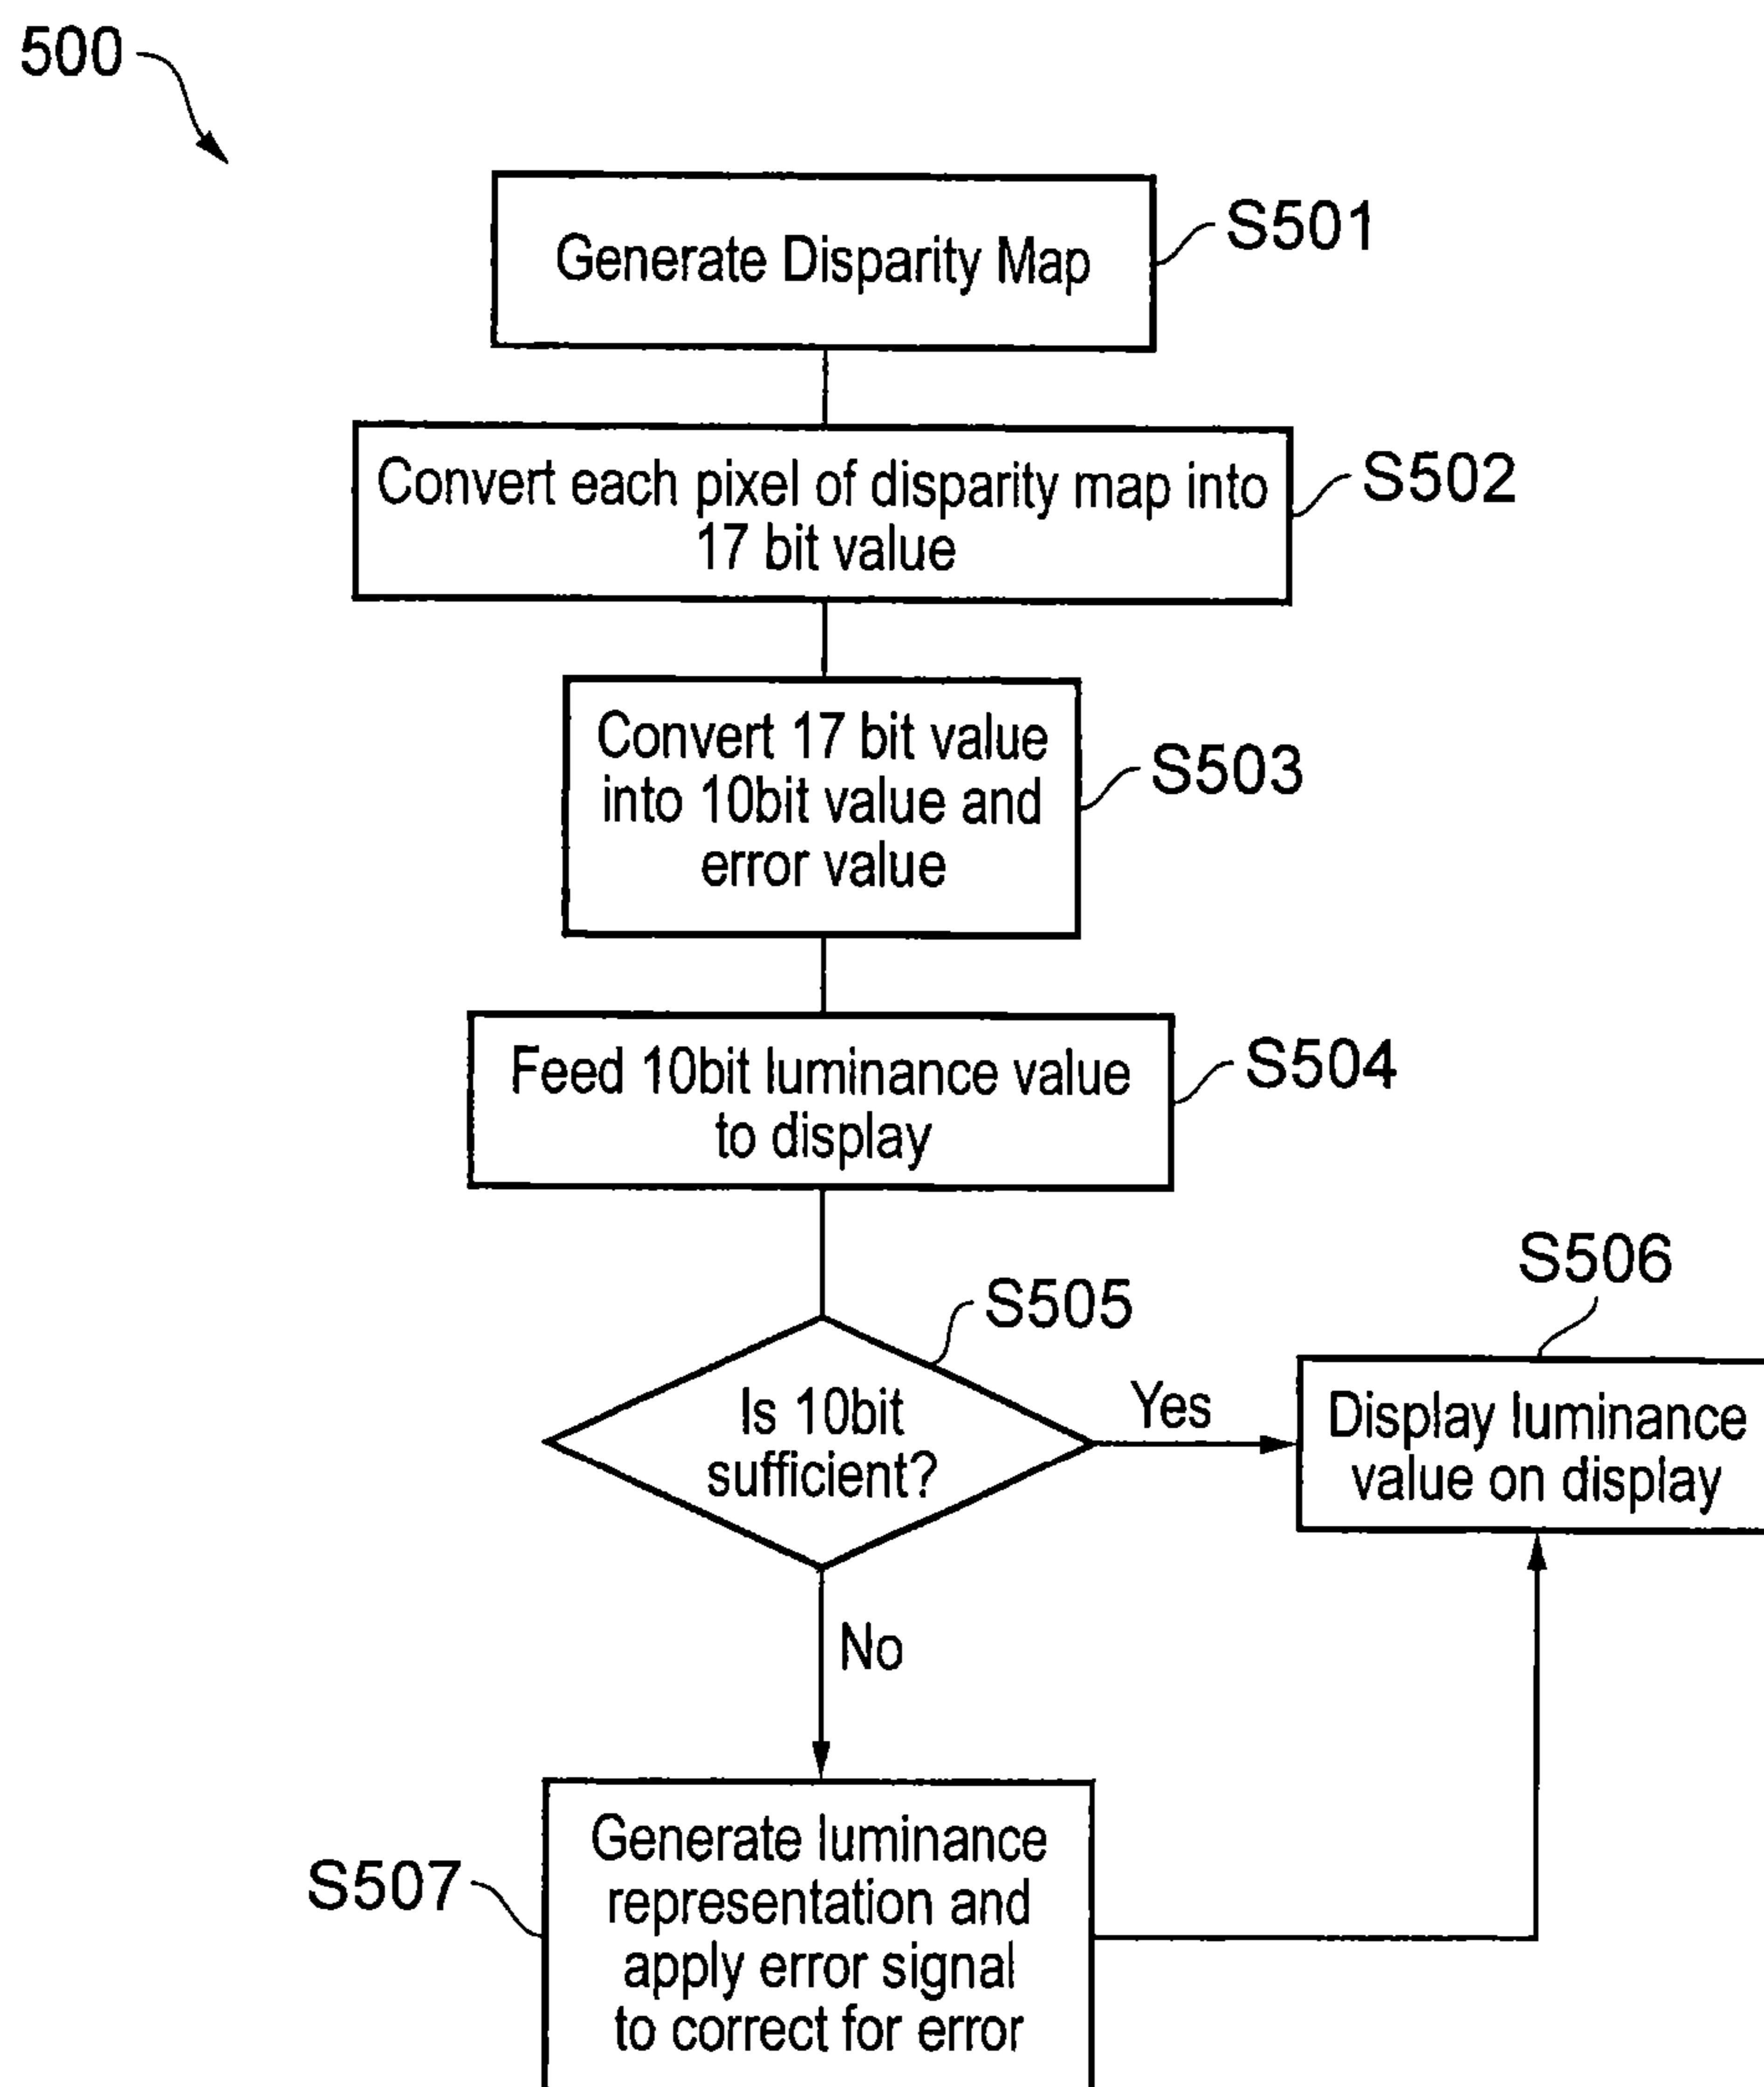 500
Generate Disparity Map
S501
Convert each pixel of disparity map into
17 bit value
S502
Convert 17 bit value
into 10bit value and
error value
S503
Feed 10bit luminance value
to display
S504
Is 10bit
sufficient?
S505
Yes
S506
Display luminance
value on display
No
S507
Generate luminance
representation and
apply error signal
to correct for error